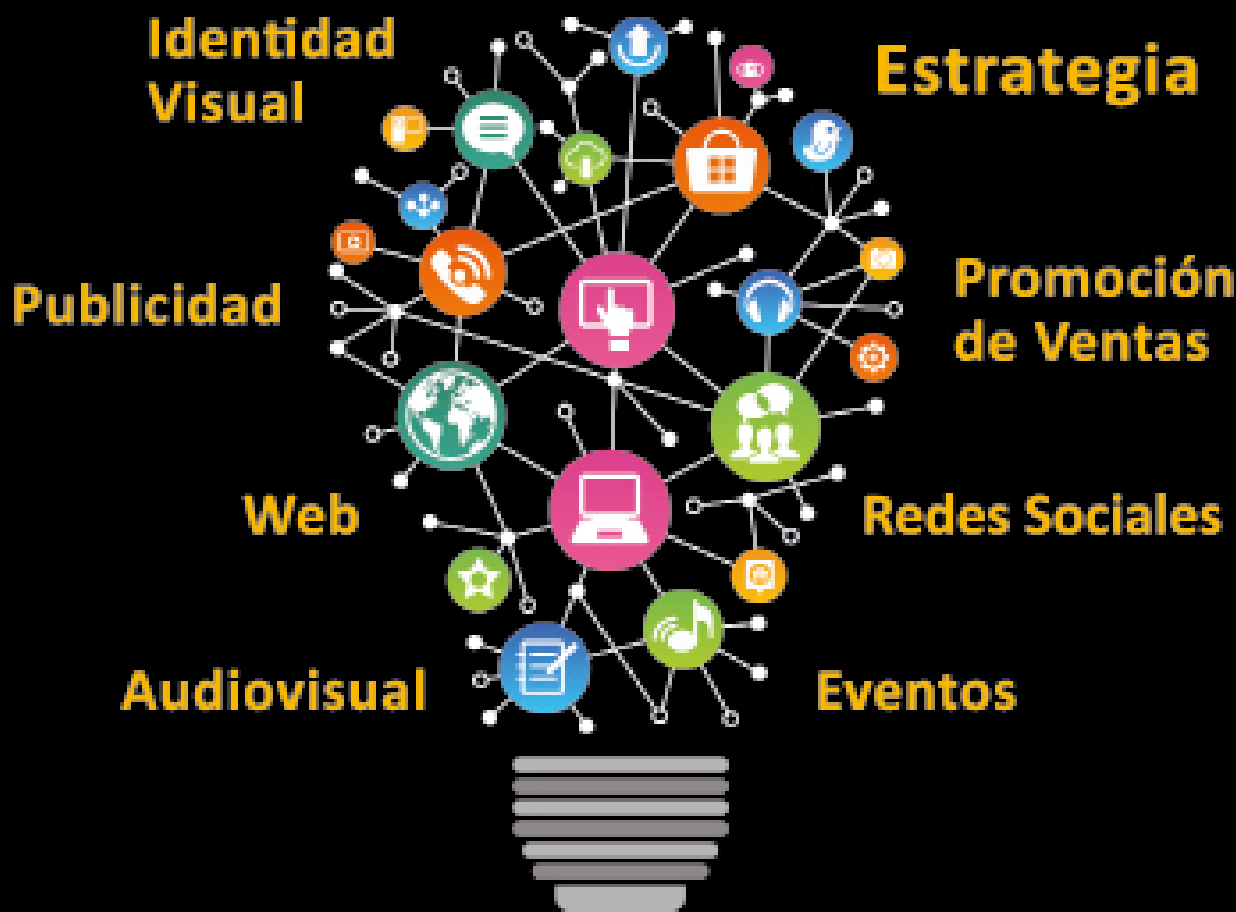 Identidad
Visual
Estrategia
Publicidad
Promoción
de Ventas
Web
Redes Sociales
Audiovisual
Eventos